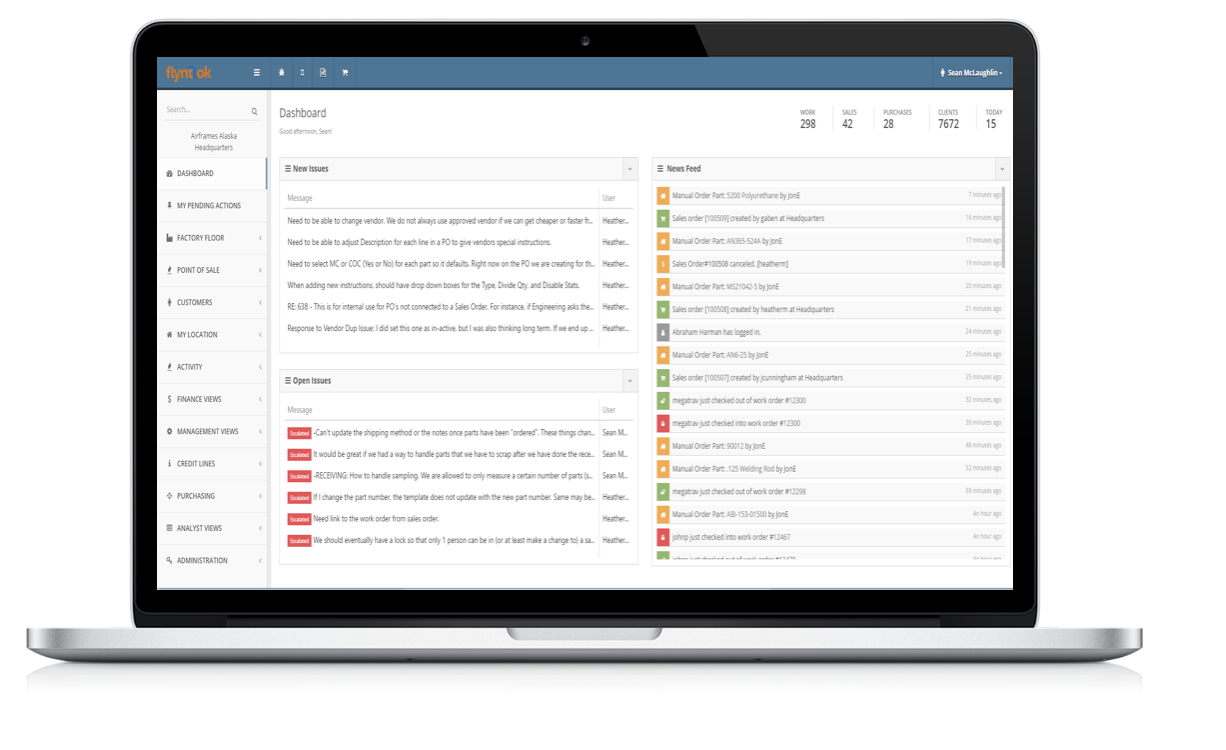 flyntlok
Sean McLaughlin
Search...
Airframes Alaska
Headquarters
DASHBOARD
MY PENDING ACTIONS
FACTORY FLOOR
POINT OF SALE
CUSTOMERS
MY LOCATION
ACTIVITY
FINANCE VIEWS
MANAGEMENT VIEWS
CREDIT LINES
PURCHASING
ANALYST VIEWS
ADMINISTRATION
Dashboard
Good afternoon, Sean!
WORK SALES PURCHASES CLIENTS TODAY
298 42 28 7672 15
New Issues
Message User
Need to be able to change vendor. We do not always use approved vendor if we can get cheaper or faster fr... Heather...
Need to be able to adjust Description for each line in a PO to give vendors special instructions. Heather...
Need to select MC or COC (Yes or No) for each part so it defaults. Right now on the PO we are creating for th... Heather...
When adding new instructions, should have drop down boxes for the Type, Divide Qty, and Disable Stats. Heather...
RE: 638 - This is for internal use for PO's not connected to a Sales Order. For instance, if Engineering asks the... Heather...
Response to Vendor Dup Issue: I did set this one as in-active, but I was also thinking long term. If we end up ... Heather...
Open Issues
Message User
Escalated -Can't update the shipping method or the notes once parts have been "ordered". These things chan... Sean M...
Escalated It would be great if we had a way to handle parts that we have to scrap after we have done the rece... Sean M...
Escalated -RECEIVING: How to handle sampling. We are allowed to only measure a certain number of parts (s... Sean M...
Escalated If I change the part number, the template does not update with the new part number. Same may be... Heather...
Escalated Need link to the work order from sales order. Heather...
Escalated We should eventually have a lock so that only 1 person can be in (or at least make a change to) a sa... Heather...
News Feed
Manual Order Part: 5200 Polyurethane by JonE 7 minutes ago
Sales order [100509] created by gaben at Headquarters 16 minutes ago
Manual Order Part: AN365-524A by JonE 17 minutes ago
Sales Order#100508 canceled. [heatherm] 19 minutes ago
Manual Order Part: MS21042-5 by JonE 20 minutes ago
Sales order [100508] created by heatherm at Headquarters 21 minutes ago
Abraham Harman has logged in. 24 minutes ago
Manual Order Part: AN6-25 by JonE 25 minutes ago
Sales order [100507] created by jcunningham at Headquarters 25 minutes ago
megatrav just checked out of work order #12300 32 minutes ago
megatrav just checked into work order #12300 39 minutes ago
Manual Order Part: 90012 by JonE 48 minutes ago
Manual Order Part: .125 Welding Rod by JonE 52 minutes ago
megatrav just checked out of work order #12298 59 minutes ago
Manual Order Part: ABI-153-01500 by JonE An hour ago
johnp just checked into work order #12467 An hour ago
johnp just checked out of work order An hour ago